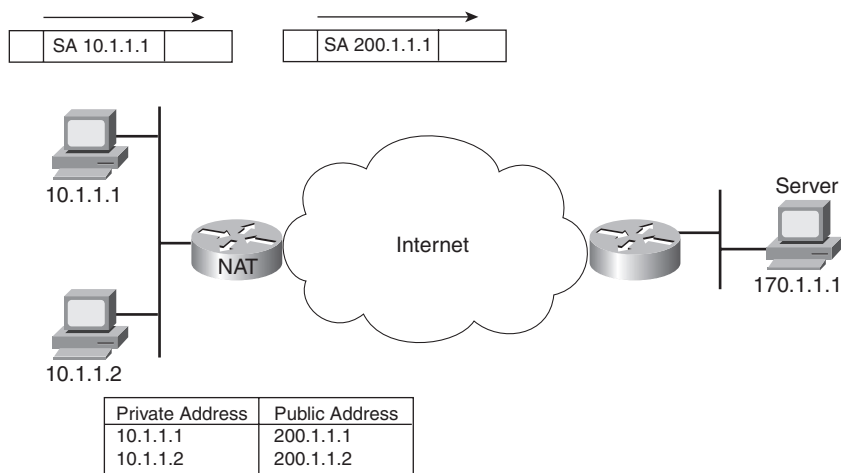 SA 10.1.1.1
SA 200.1.1.1
10.1.1.1
Server
Internet
NAT
170.1.1.1
10.1.1.2
Private Address Public Address
10.1.1.1 200.1.1.1
10.1.1.2 200.1.1.2